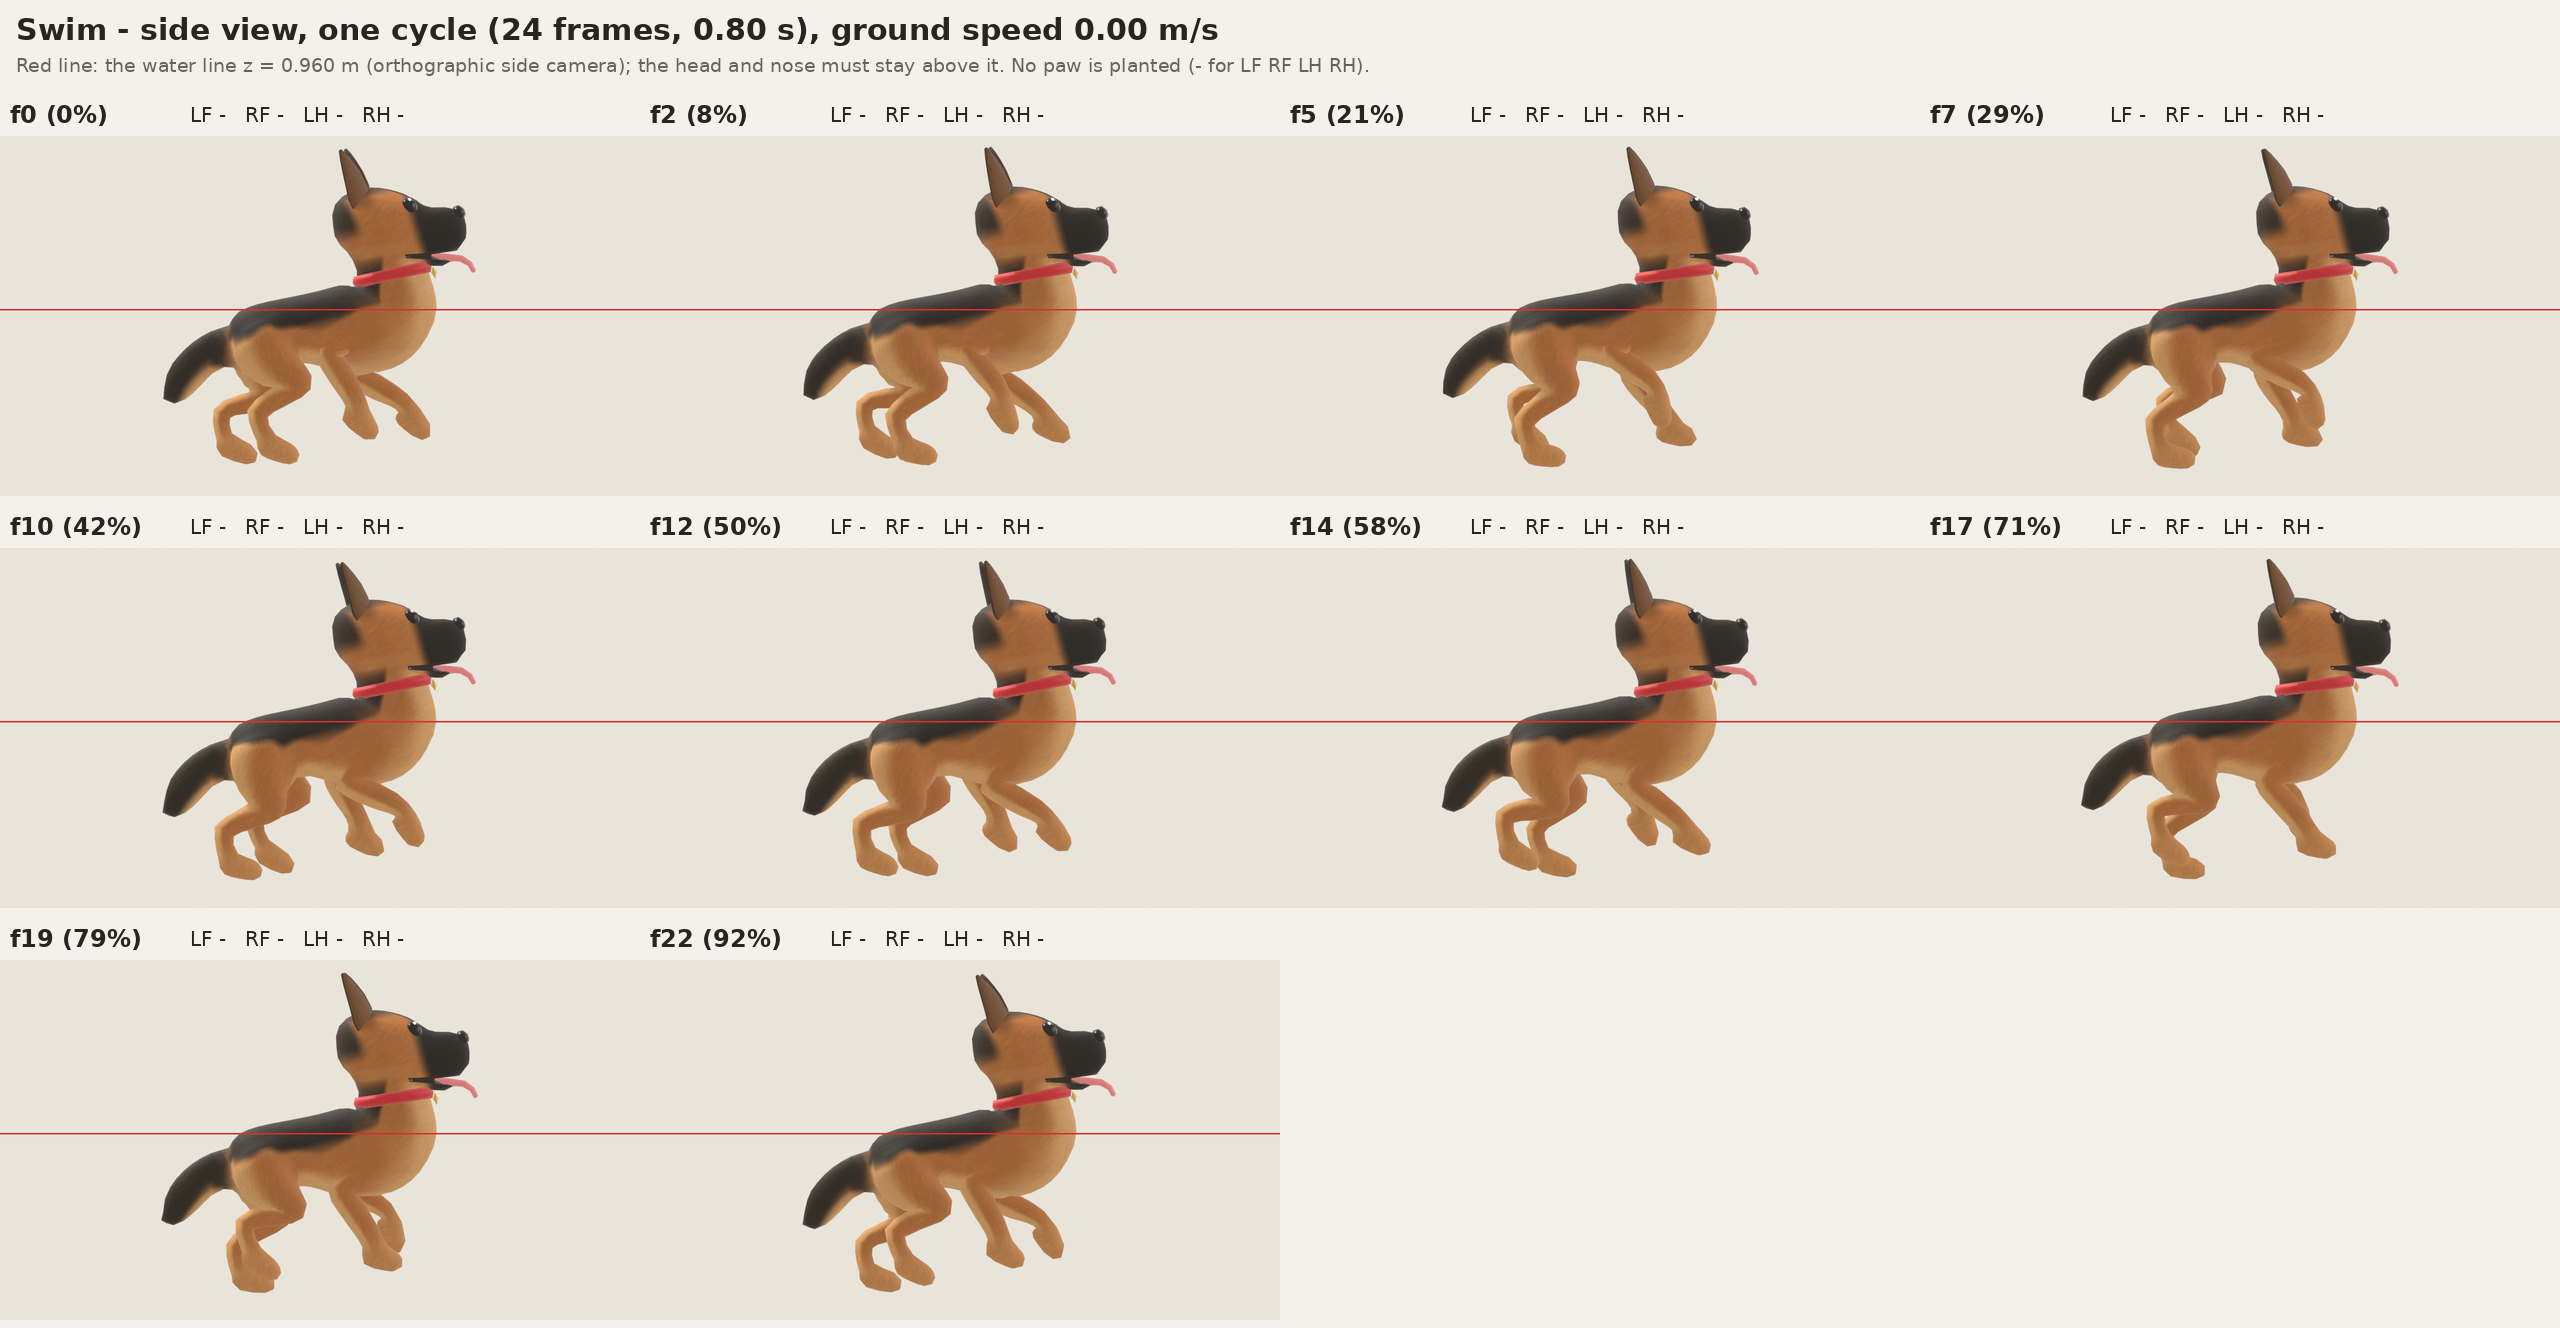 Swim - side view, one cycle (24 frames, 0.80 s), ground speed 0.00 m/s
Red line: the water line z = 0.960 m (orthographic side camera); the head and nose must stay above it. No paw is planted (- for LF RF LH RH).
f0 (0%) LF - RF - LH - RH -
f2 (8%) LF - RF - LH - RH -
f5 (21%) LF - RF - LH - RH -
f7 (29%) LF - RF - LH - RH -
f10 (42%) LF - RF - LH - RH -
f12 (50%) LF - RF - LH - RH -
f14 (58%) LF - RF - LH - RH -
f17 (71%) LF - RF - LH - RH -
f19 (79%) LF - RF - LH - RH -
f22 (92%) LF - RF - LH - RH -